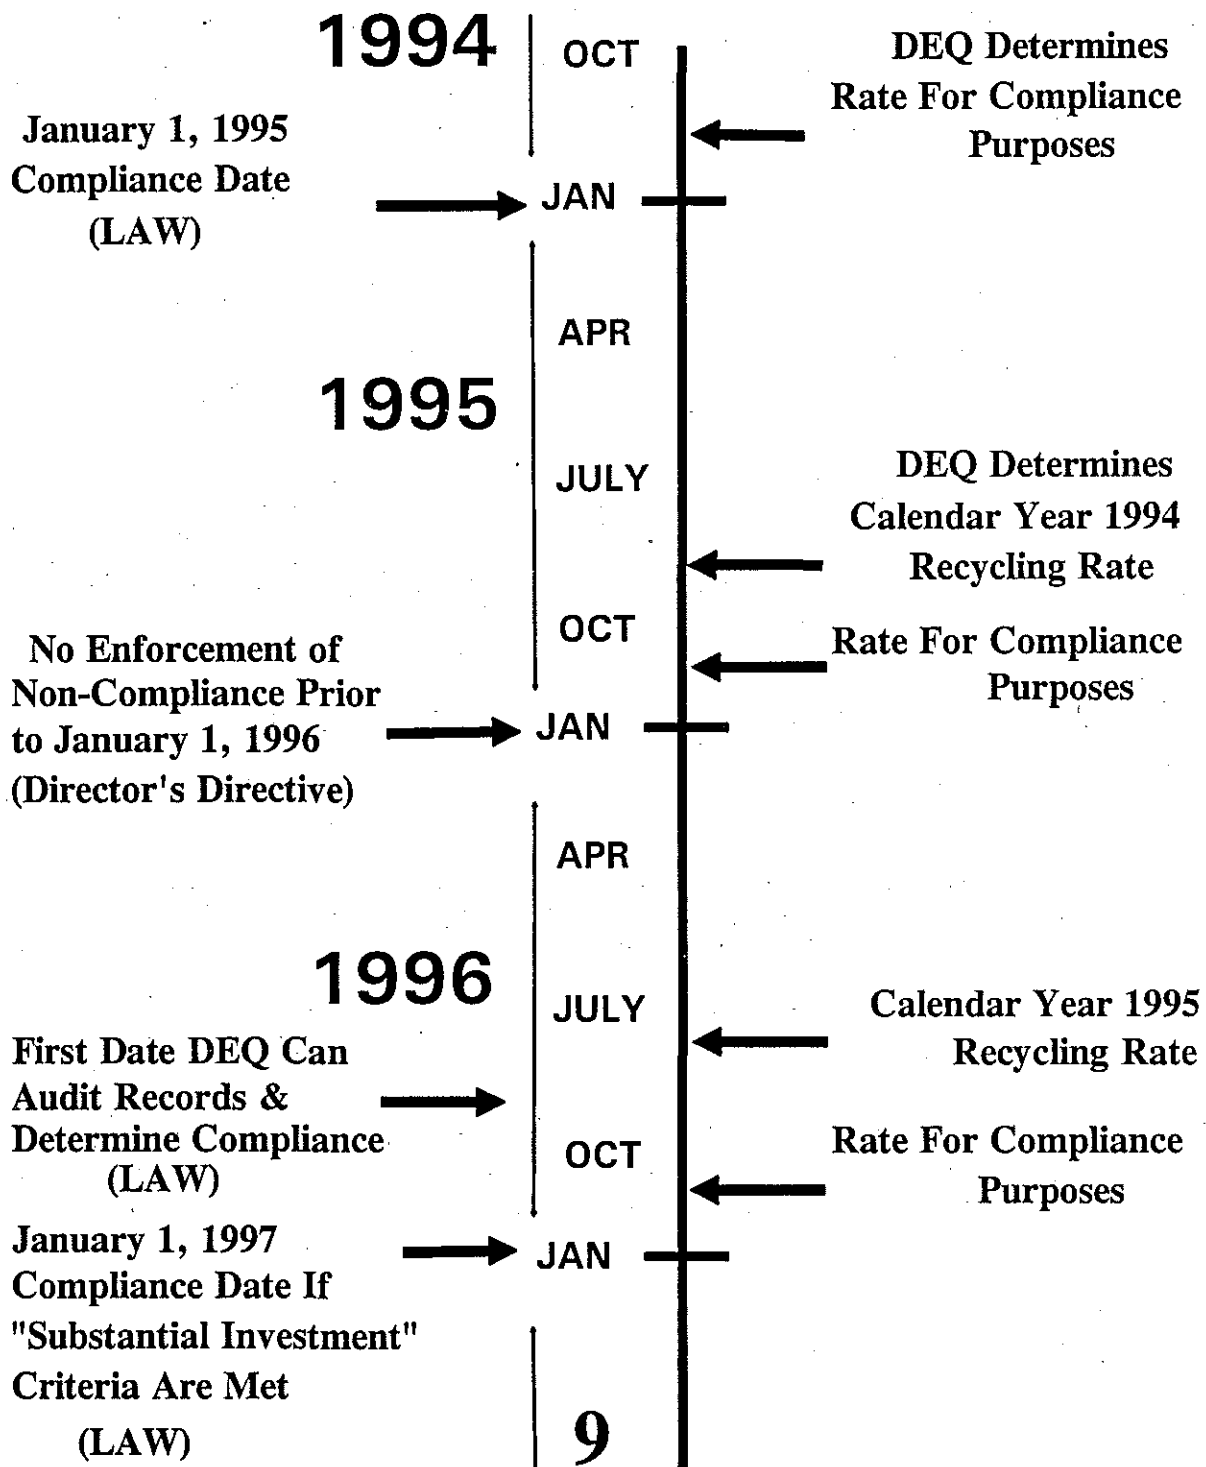 1994
OCT
DEQ Determines
Rate For Compliance
Purposes
January 1, 1995
Compliance Date
(LAW)
JAN
APR
1995
JULY
DEQ Determines
Calendar Year 1994
Recycling Rate
OCT
Rate For Compliance
Purposes
No Enforcement of
Non-Compliance Prior
to January 1, 1996
(Director's Directive)
JAN
APR
1996
JULY
Calendar Year 1995
Recycling Rate
First Date DEQ Can
Audit Records &
Determine Compliance
(LAW)
OCT
Rate For Compliance
Purposes
January 1, 1997
Compliance Date If
"Substantial Investment"
Criteria Are Met
(LAW)
JAN
9